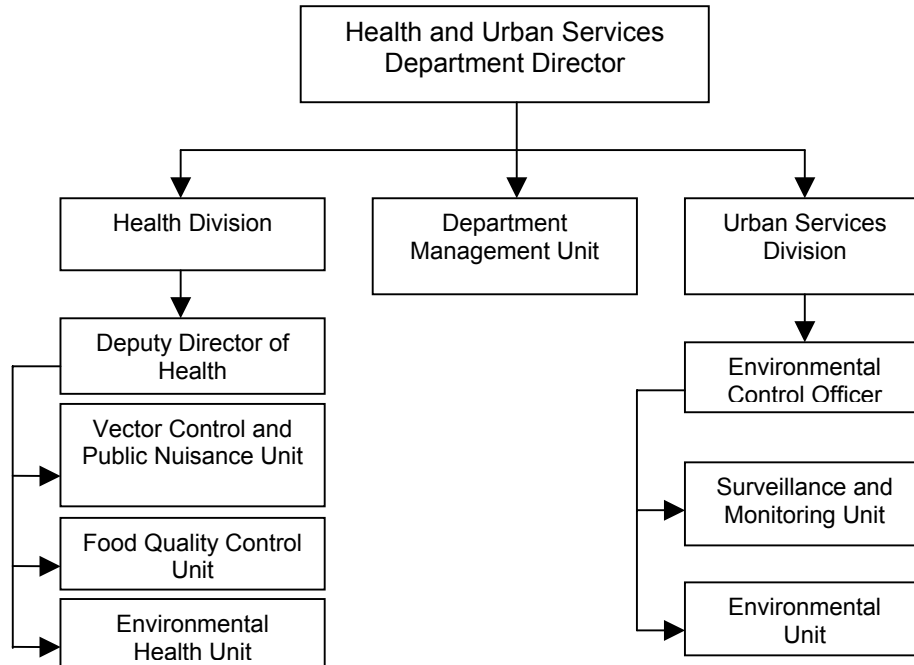 Health and Urban Services
Department Director
Health Division
Department
Management Unit
Urban Services
Division
Deputy Director of
Health
Environmental
Control Officer
Vector Control and
Public Nuisance Unit
Surveillance and
Monitoring Unit
Food Quality Control
Unit
Environmental
Health Unit
Environmental
Unit